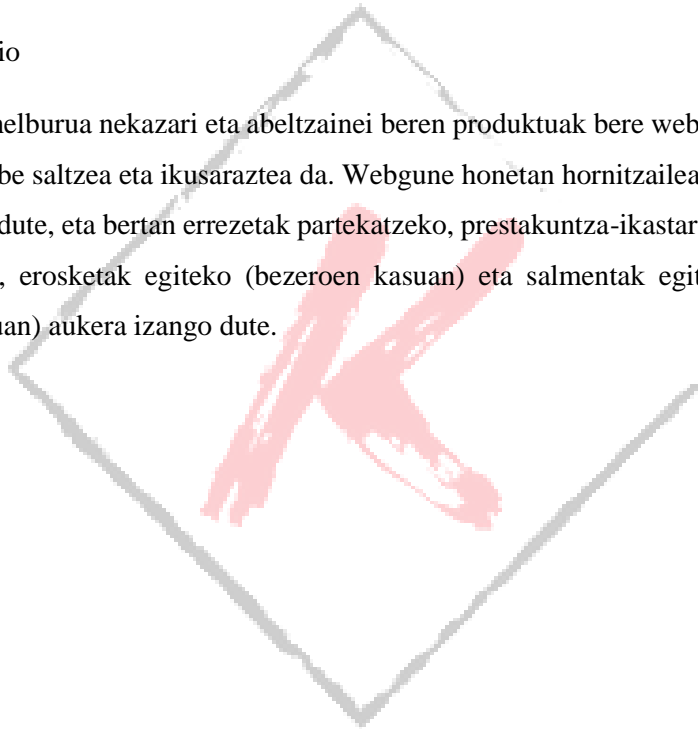 io
helburua nekazari eta abeltzainei beren produktuak bere web
be saltzea eta ikusaraztea da. Webgune honetan hornitzailea
dute, eta bertan errezetak partekatzeko, prestakuntza-ikastar
, erosketak egiteko (bezeroen kasuan) eta salmentak egit
uan) aukera izango dute.
K